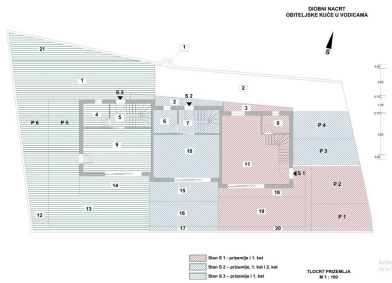 DIOBNI NACRT
OBITELJSKE KUĆE U VODICAMA
S
21
1
1
2
S 3
S 2
2
3
4
5
6
7
8
P 6
P 5
P 4
P 3
9
10
11
S 1
14
15
18
P 2
13
16
19
P 1
12
17
20
Stan S 1 - prizemlje i 1. kat
Stan S 2 – prizemlje, 1. kat i 2. kat
Stan S 3 – prizemlje i 1. kat
TLOCRT PRIZEMLJA
M 1 : 100